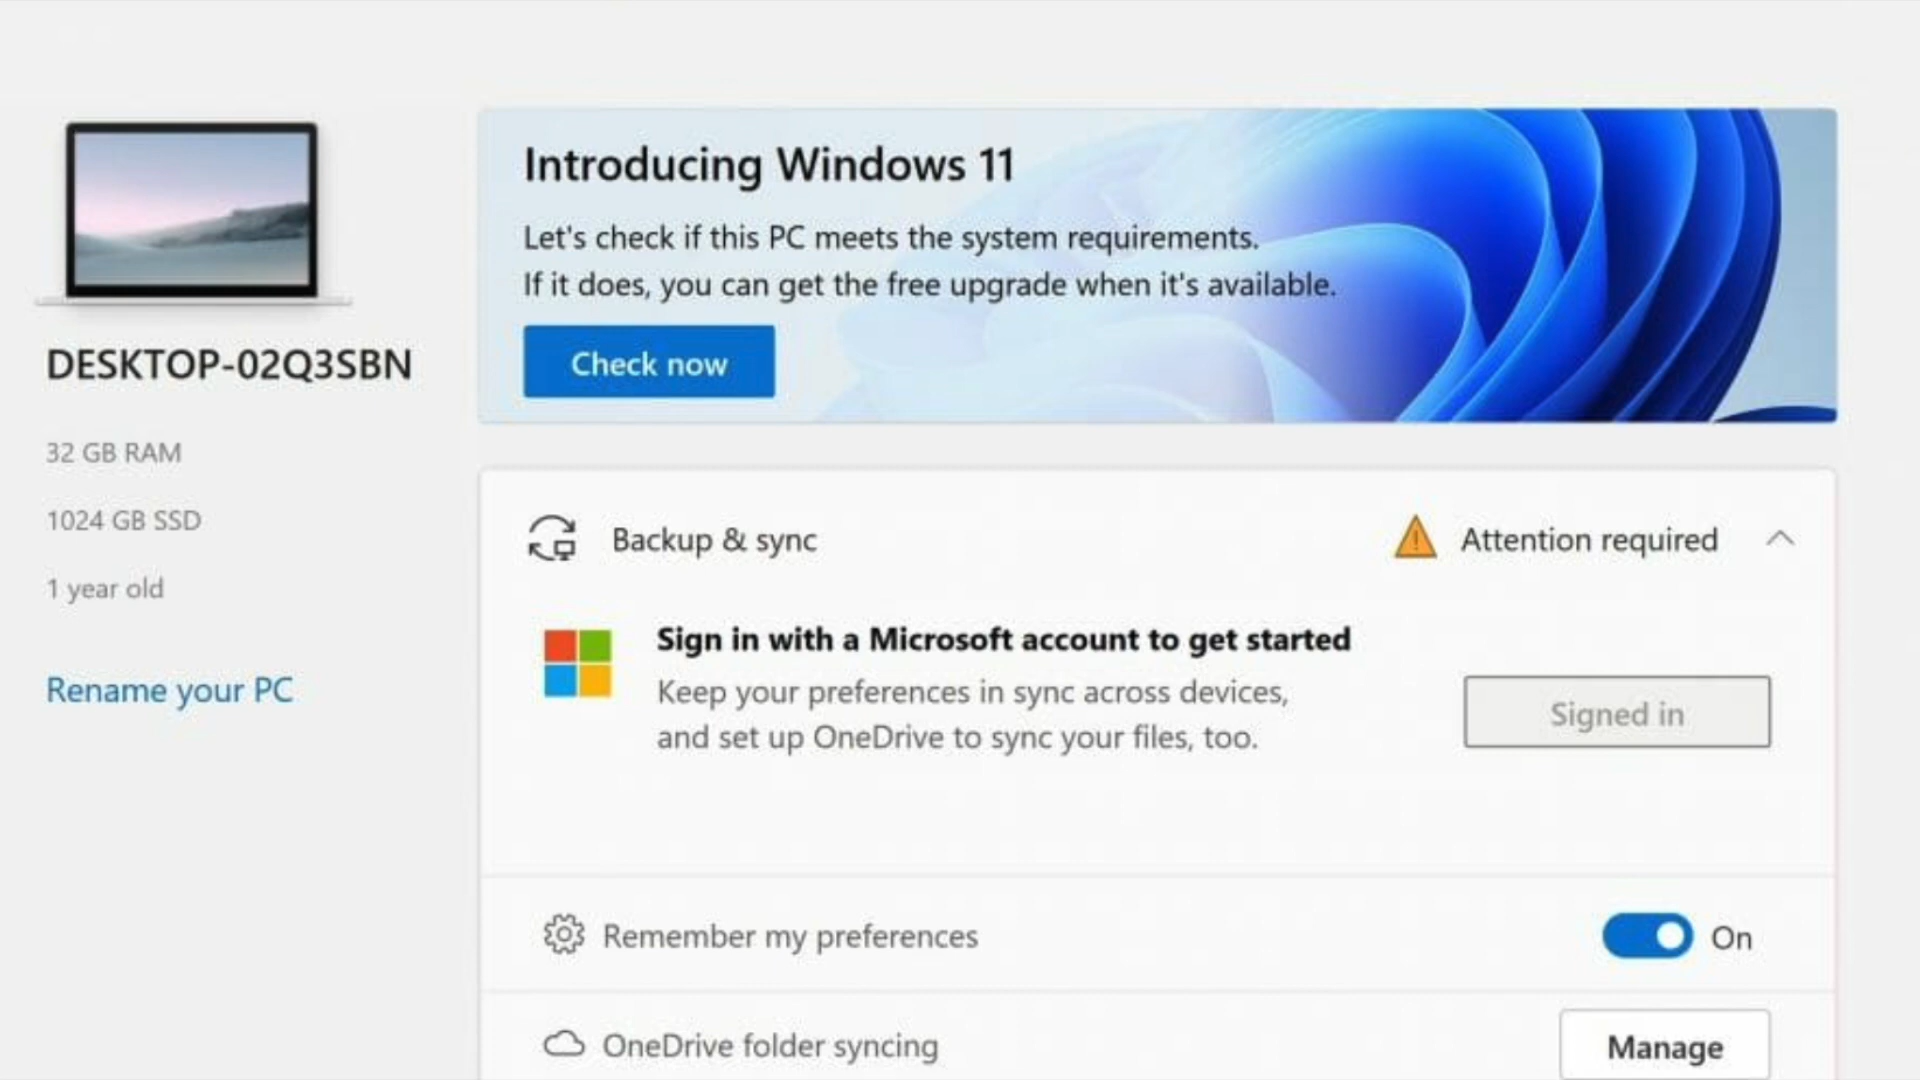 DESKTOP-02Q3SBN
32 GB RAM
1024 GB SSD
1 year old
Rename your PC
Introducing Windows 11
Let's check if this PC meets the system requirements.
If it does, you can get the free upgrade when it's available.
Check now
Backup & sync
Attention required
Sign in with a Microsoft account to get started
Keep your preferences in sync across devices,
and set up OneDrive to sync your files, too.
Signed in
Remember my preferences
On
OneDrive folder syncing
Manage